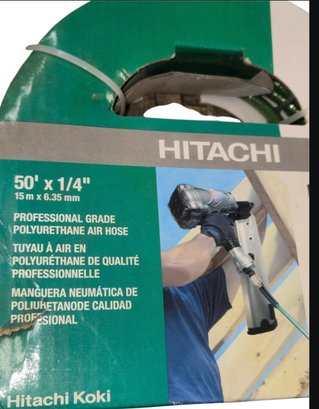 HITACHI
50' x 1/4"
15 m x 6.35 mm
PROFESSIONAL GRADE
POLYURETHANE AIR HOSE
TUYAU À AIR EN
POLYURÉTHANE DE QUALITÉ
PROFESSIONNELLE
MANGUERA NEUMÁTICA DE
POLIURETANODE CALIDAD
PROFESIONAL
Hitachi Koki